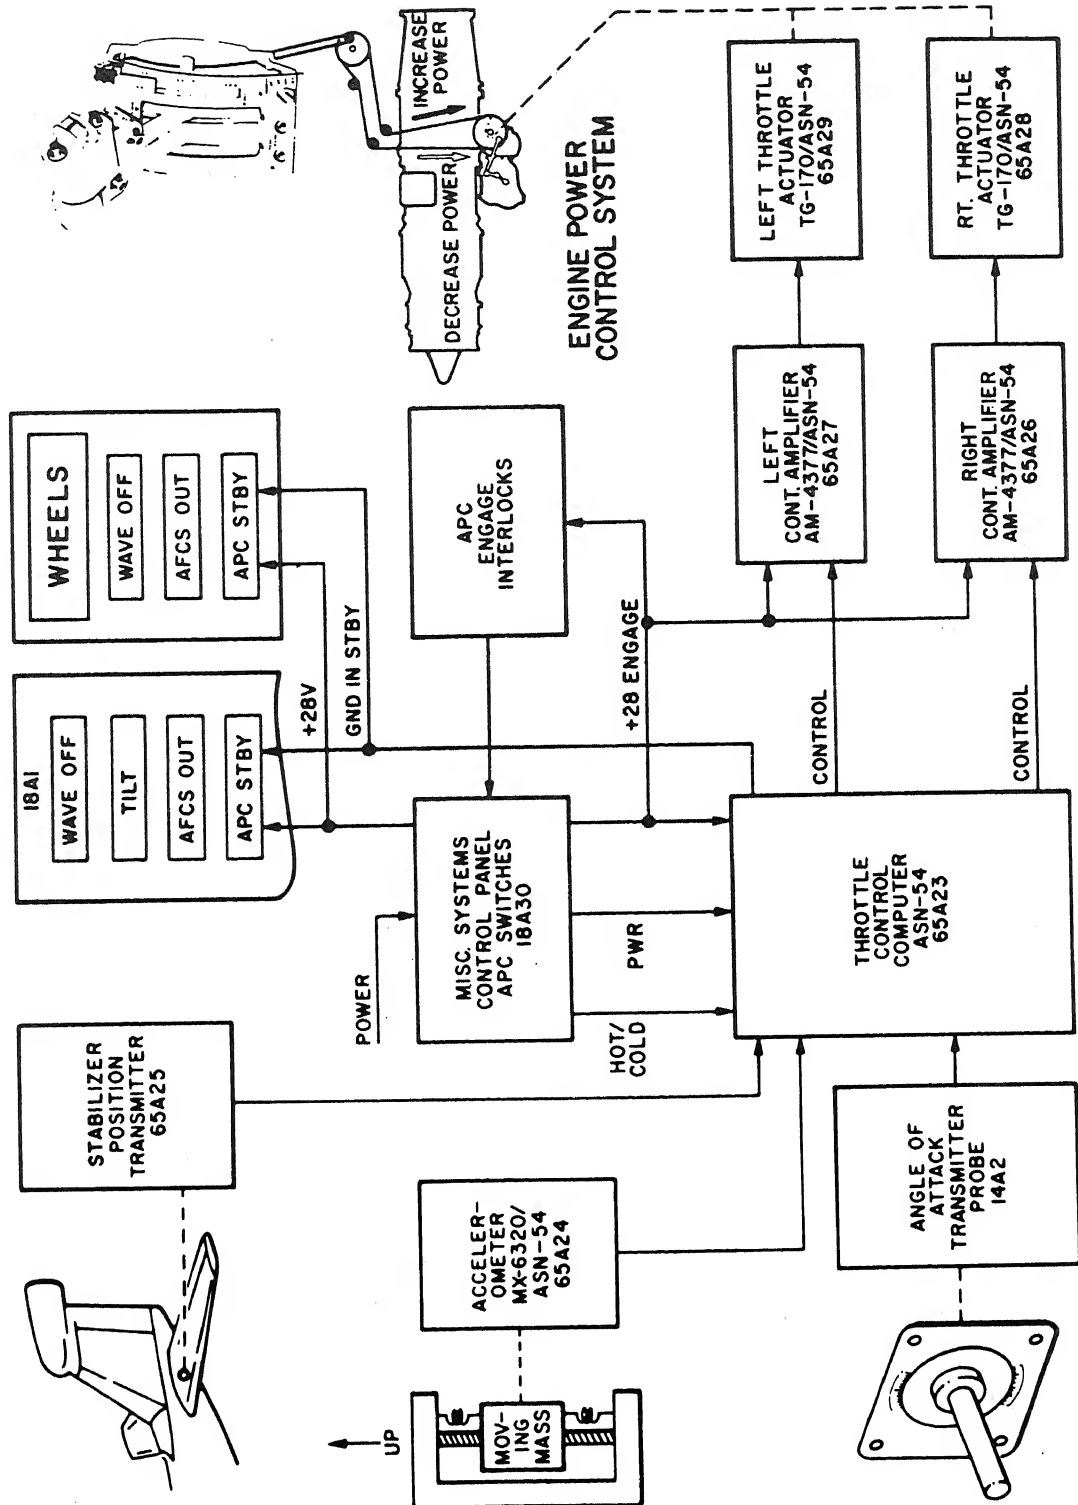 STABILIZER
POSITION
TRANSMITTER
65A25
18A1
WAVE OFF
TILT
AFCS OUT
APC STBY
WHEELS
WAVE OFF
AFCS OUT
APC STBY
+28V
GND IN STBY
INCREASE
POWER
DECREASE POWER
ENGINE POWER
CONTROL SYSTEM
UP
MOV-
ING
MASS
ACCELER-
OMETER
MX-6320/
ASN-54
65A24
POWER
MISC. SYSTEMS
CONTROL PANEL
APC SWITCHES
18A30
APC
ENGAGE
INTERLOCKS
HOT/
COLD
PWR
+28 ENGAGE
ANGLE OF
ATTACK
TRANSMITTER
PROBE
14A2
THROTTLE
CONTROL
COMPUTER
ASN-54
65A23
CONTROL
CONTROL
LEFT
CONT. AMPLIFIER
AM-4377/ASN-54
65A27
RIGHT
CONT. AMPLIFIER
AM-4377/ASN-54
65A26
LEFT THROTTLE
ACTUATOR
TG-170/ASN-54
65A29
RT. THROTTLE
ACTUATOR
TG-170/ASN-54
65A28